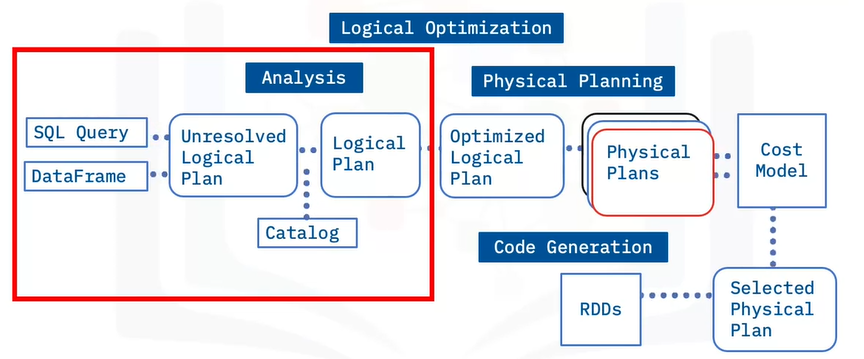 Logical Optimization
Analysis
Physical Planning
SQL Query
DataFrame
Unresolved
Logical
Plan
Logical
Plan
Catalog
Optimized
Logical
Plan
Physical
Plans
Cost
Model
Code Generation
RDDs
Selected
Physical
Plan